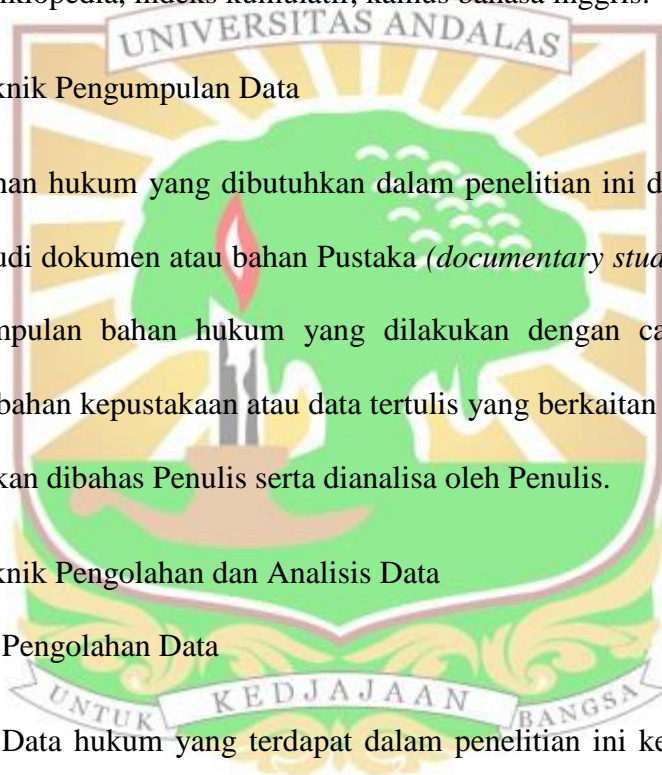 siklopedia, indeks kumulatif, kamus bahasa Inggris.
UNIVERSITAS ANDALAS
knik Pengumpulan Data
han hukum yang dibutuhkan dalam penelitian ini d
udi dokumen atau bahan Pustaka (documentary stud
mpulan bahan hukum yang dilakukan dengan ca
bahan kepustakaan atau data tertulis yang berkaitan
kan dibahas Penulis serta dianalisa oleh Penulis.
knik Pengolahan dan Analisis Data
Pengolahan Data
UNTUK KEDJAJAAN BANGSA
Data hukum yang terdapat dalam penelitian ini ke